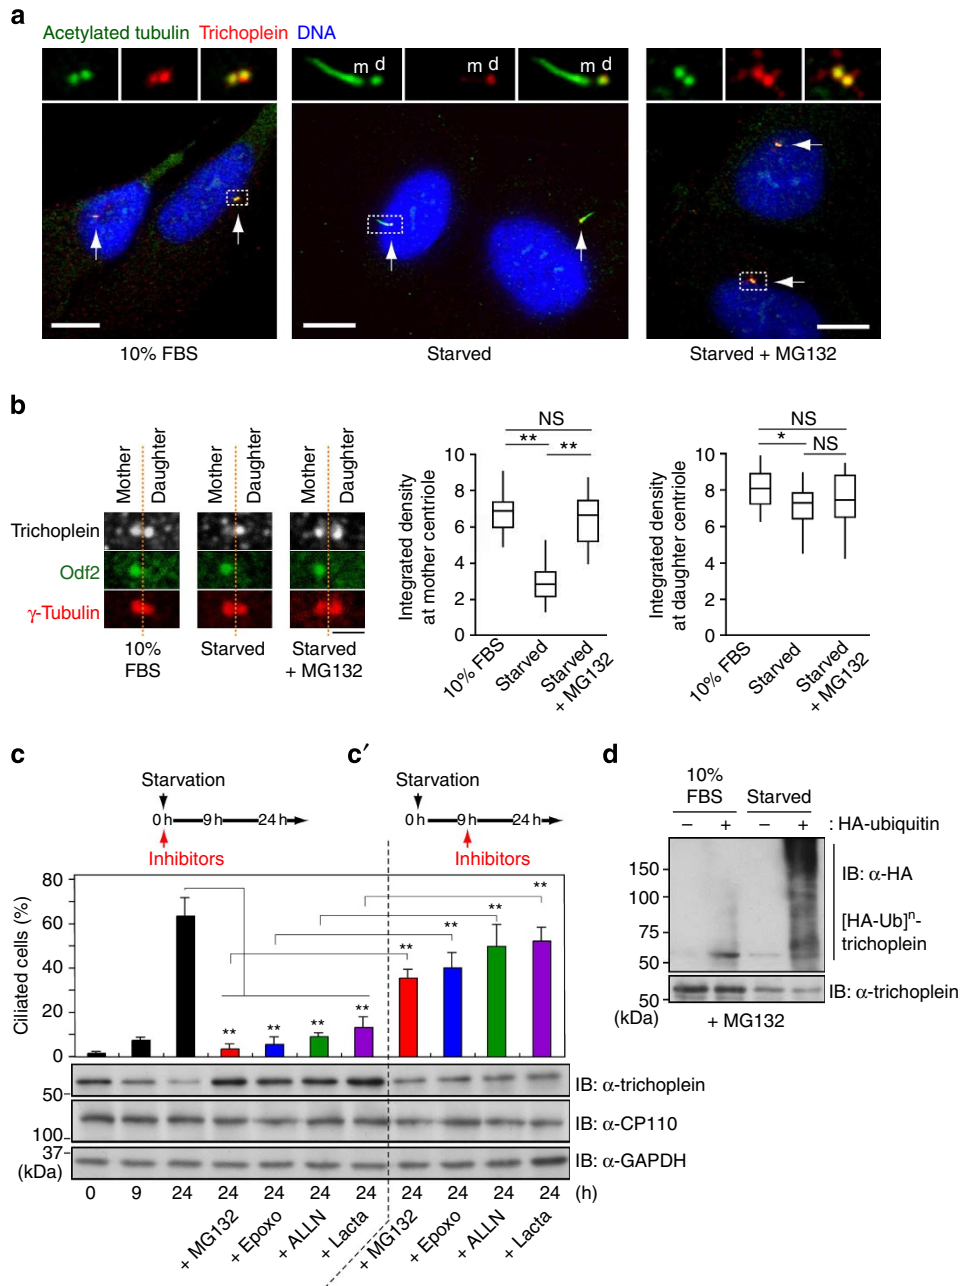 a
Acetylated tubulin Trichoplein DNA
m d
m d
m d
10% FBS
Starved
Starved + MG132
b
Mother
Daughter
Mother
Daughter
Mother
Daughter
Trichoplein
Odf2
γ-Tubulin
10% FBS
Starved
Starved + MG132
NS
** **
Integrated density at mother centriole
10
8
6
4
2
0
10% FBS
Starved
Starved + MG132
NS
* NS
Integrated density at daughter centriole
10
8
6
4
2
0
10% FBS
Starved
Starved + MG132
c
Starvation
0 h 9 h 24 h
Inhibitors
c′
Starvation
0 h 9 h 24 h
Inhibitors
Ciliated cells (%)
80
60
40
20
0
** ** ** **
** ** ** **
50
IB: α-trichoplein
100
IB: α-CP110
37
(kDa)
IB: α-GAPDH
0 9 24 24 24 24 24 24 24 24 24 (h)
+ MG132
+ Epoxo
+ ALLN
+ Lacta
+ MG132
+ Epoxo
+ ALLN
+ Lacta
d
10% FBS
Starved
− + − + : HA-ubiquitin
150
100
75
50
IB: α-HA
[HA-Ub]ⁿ-
trichoplein
50
(kDa)
IB: α-trichoplein
+ MG132